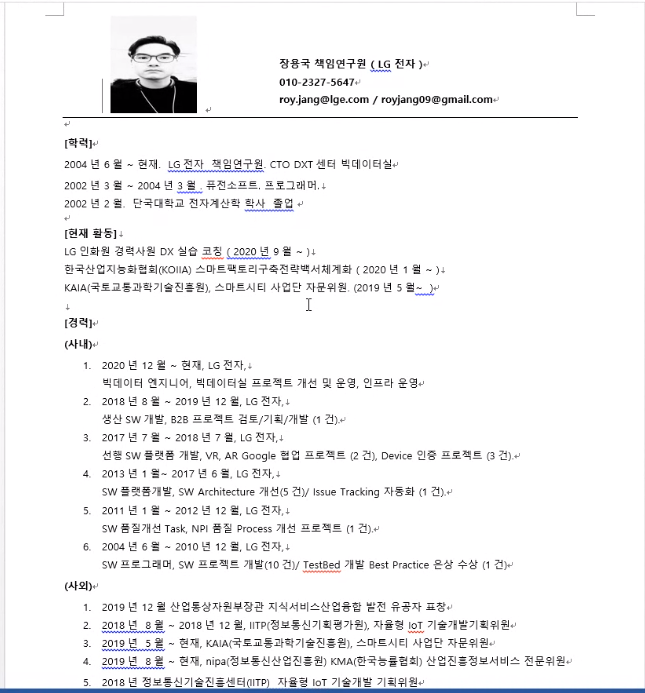 장용국 책임연구원 ( LG 전자 )
010-2327-5647
roy.jang@lge.com / royjang09@gmail.com
[학력]
2004 년 6 월 ~ 현재. LG 전자 책임연구원. CTO DXT 센터 빅데이터실
2002 년 3 월 ~ 2004 년 3 월 . 퓨전소프트. 프로그래머.
2002 년 2 월. 단국대학교 전자계산학 학사 졸업
[현재 활동]
LG 인화원 경력사원 DX 실습 코칭 ( 2020 년 9 월 ~ )
한국산업지능화협회(KOIIA) 스마트팩토리구축전략백서체계화 ( 2020 년 1 월 ~ )
KAIA(국토교통과학기술진흥원), 스마트시티 사업단 자문위원. (2019 년 5 월~ )
[경력]
(사내)
1. 2020 년 12 월 ~ 현재, LG 전자,
빅데이터 엔지니어, 빅데이터실 프로젝트 개선 및 운영, 인프라 운영
2. 2018 년 8 월 ~ 2019 년 12 월, LG 전자,
생산 SW 개발, B2B 프로젝트 검토/기획/개발 (1 건).
3. 2017 년 7 월 ~ 2018 년 7 월, LG 전자,
선행 SW 플랫폼 개발, VR, AR Google 협업 프로젝트 (2 건), Device 인증 프로젝트 (3 건).
4. 2013 년 1 월~ 2017 년 6 월, LG 전자,
SW 플랫폼개발, SW Architecture 개선(5 건)/ Issue Tracking 자동화 (1 건).
5. 2011 년 1 월 ~ 2012 년 12 월, LG 전자,
SW 품질개선 Task, NPI 품질 Process 개선 프로젝트 (1 건).
6. 2004 년 6 월 ~ 2010 년 12 월, LG 전자,
SW 프로그래머, SW 프로젝트 개발(10 건)/ TestBed 개발 Best Practice 은상 수상 (1 건)
(사외)
1. 2019 년 12 월 산업통상자원부장관 지식서비스산업융합 발전 유공자 표창
2. 2018 년 8 월 ~ 2018 년 12 월, IITP(정보통신기획평가원), 자율형 IoT 기술개발기획위원
3. 2019 년 5 월 ~ 현재, KAIA(국토교통과학기술진흥원), 스마트시티 사업단 자문위원
4. 2019 년 8 월 ~ 현재, nipa(정보통신산업진흥원) KMA(한국능률협회) 산업진흥정보서비스 전문위원
5. 2018 년 정보통신기술진흥센터(IITP) 자율형 IoT 기술개발 기획위원